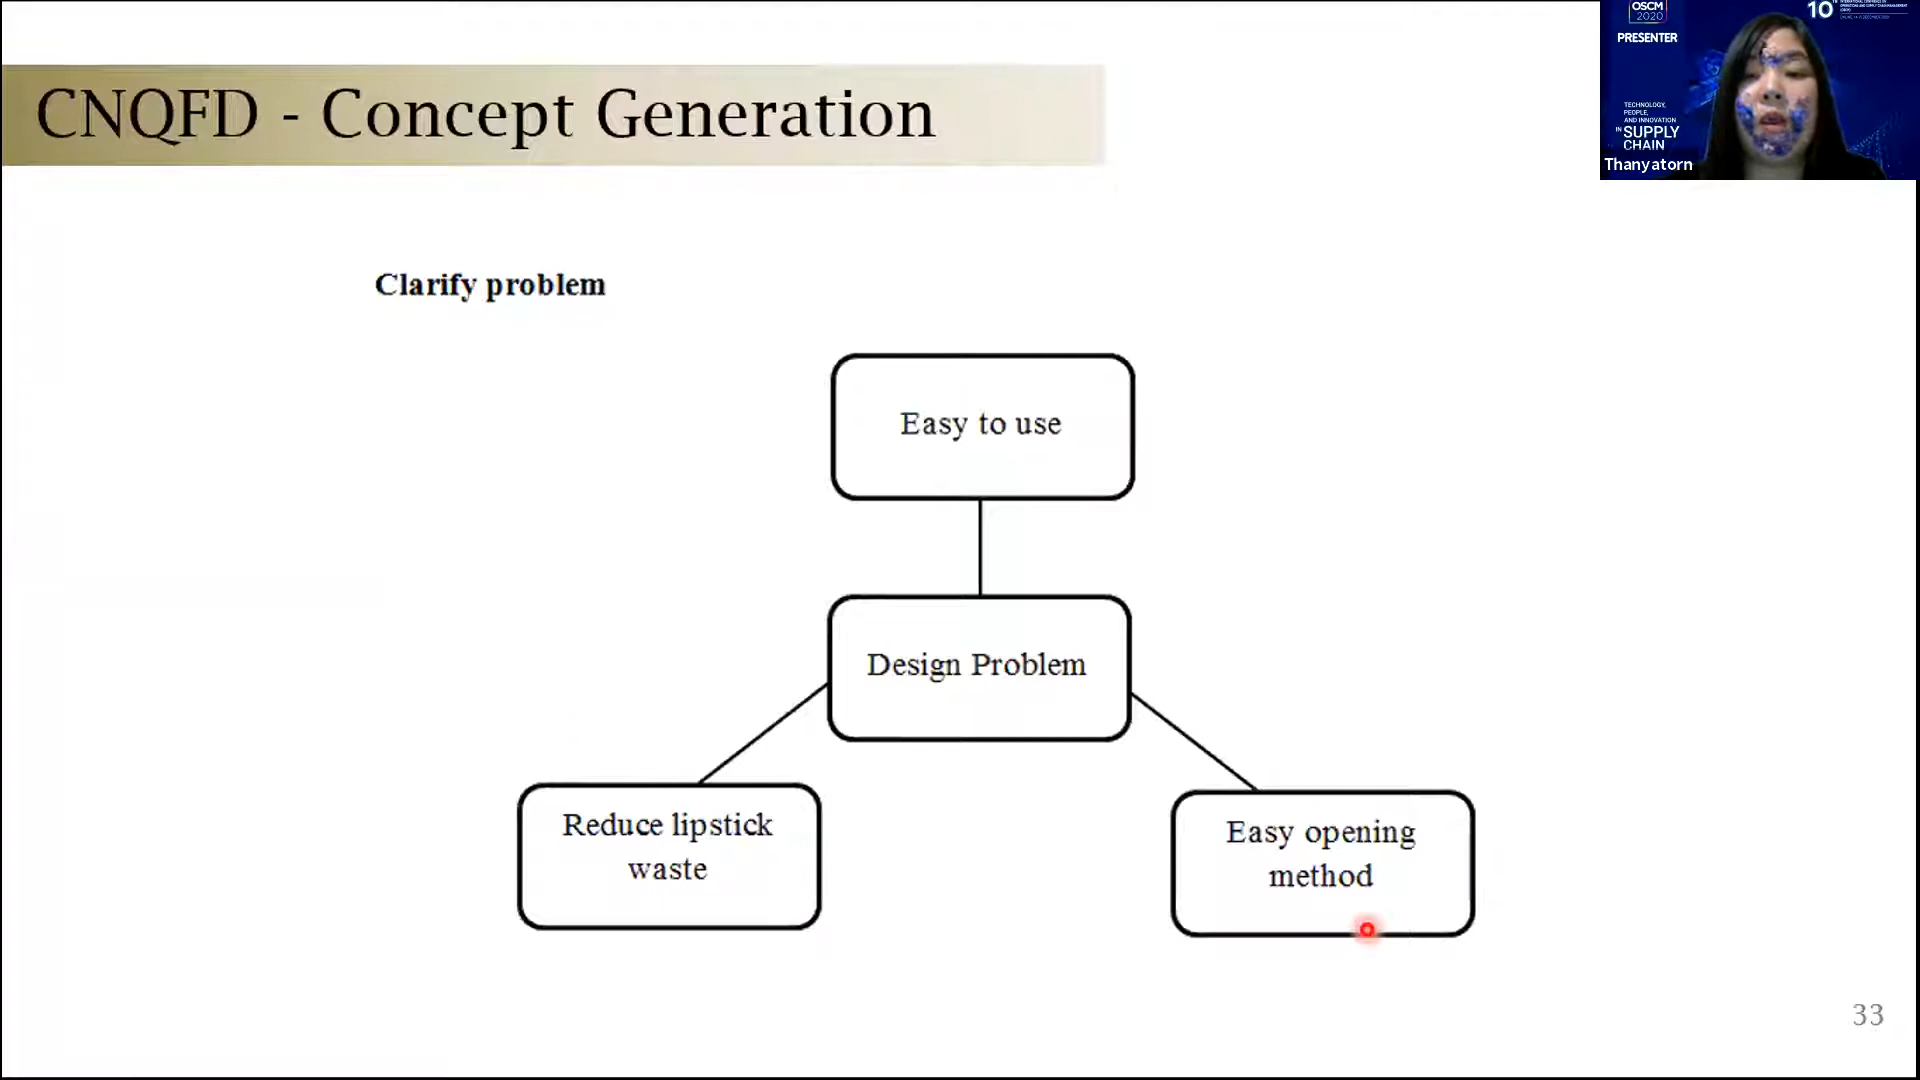 CNQFD - Concept Generation
Clarify problem
Easy to use
Design Problem
Reduce lipstick
waste
Easy opening
method
33
OSCM
2020
PRESENTER
10
TECHNOLOGY,
PEOPLE,
AND INNOVATION
IN SUPPLY
CHAIN
Thanyatorn